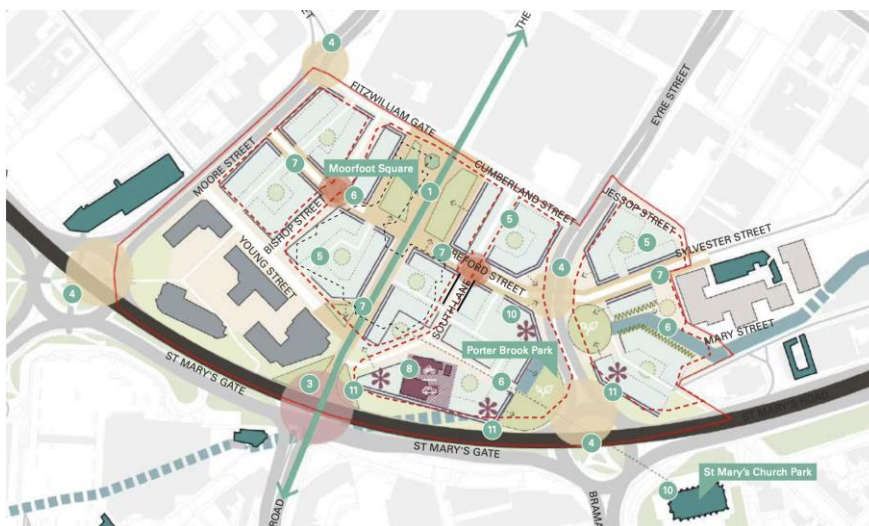 4
THE
EYRE STREET
FITZWILLIAM GATE
MOORE STREET
7
Moorfoot Square
1
CUMBERLAND STREET
JESSOP STREET
6
5
5
BISHOP STREET
SYLVESTER STREET
YOUNG STREET
5
7
7
HEREFORD STREET
4
4
7
SOUTH LANE
10
6
MARY STREET
Porter Brook Park
ST MARY'S GATE
3
8
6
11
11
11
ST MARY'S ROAD
4
ST MARY'S GATE
St Mary's Church Park
10
ROAD
BRAMA